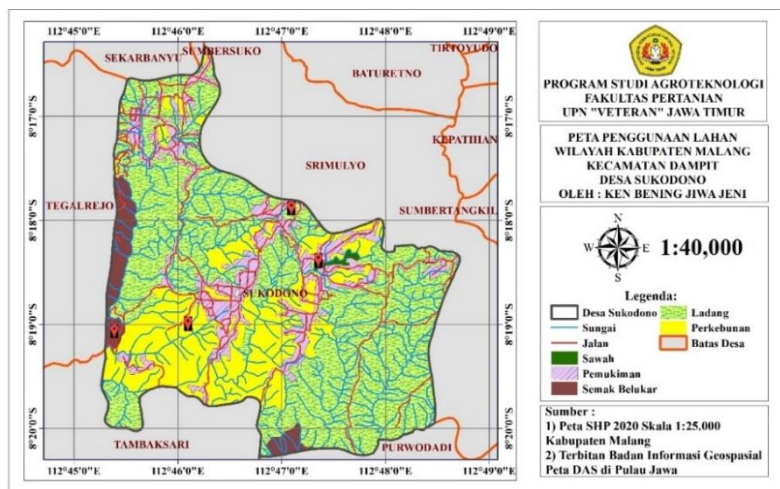 112°45'0"E 112°46'0"E 112°47'0"E 112°48'0"E 112°49'0"E
SUMBERSUKO
SEKARBANYU
TIRTOYUDO
BATURETNO
8°17'0"S 8°17'0"S
KEPATIHAN
SRIMULYO
TEGALREJO
SUMBERTANGKIL
8°18'0"S 8°18'0"S
SUKODONO
8°19'0"S 8°19'0"S
8°20'0"S 8°20'0"S
TAMBAKSARI
PURWODADI
112°45'0"E 112°46'0"E 112°47'0"E 112°48'0"E 112°49'0"E
PROGRAM STUDI AGROTEKNOLOGI
FAKULTAS PERTANIAN
UPN "VETERAN" JAWA TIMUR
PETA PENGGUNAAN LAHAN
WILAYAH KABUPATEN MALANG
KECAMATAN DAMPIT
DESA SUKODONO
OLEH : KEN BENING JIWA JENI
N
W E
S
1:40,000
Legenda:
Desa Sukodono Ladang
Sungai Perkebunan
Jalan Batas Desa
Sawah
Pemukiman
Semak Belukar
Sumber :
1) Peta SHP 2020 Skala 1:25.000
Kabupaten Malang
2) Terbitan Badan Informasi Geospasial
Peta DAS di Pulau Jawa